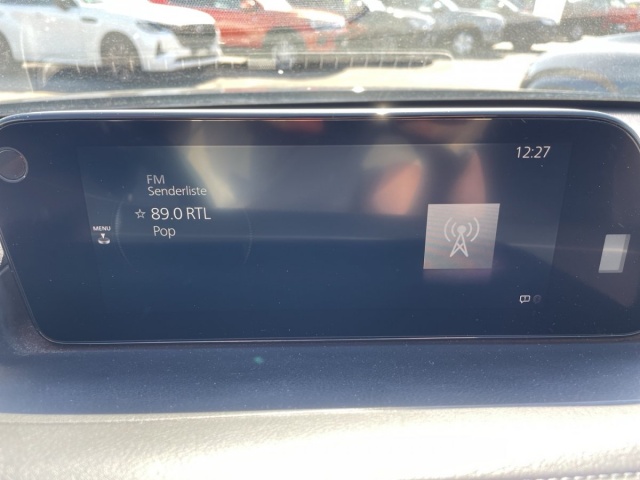 12:27
FM
Senderliste
☆ 89.0 RTL
Pop
MENU